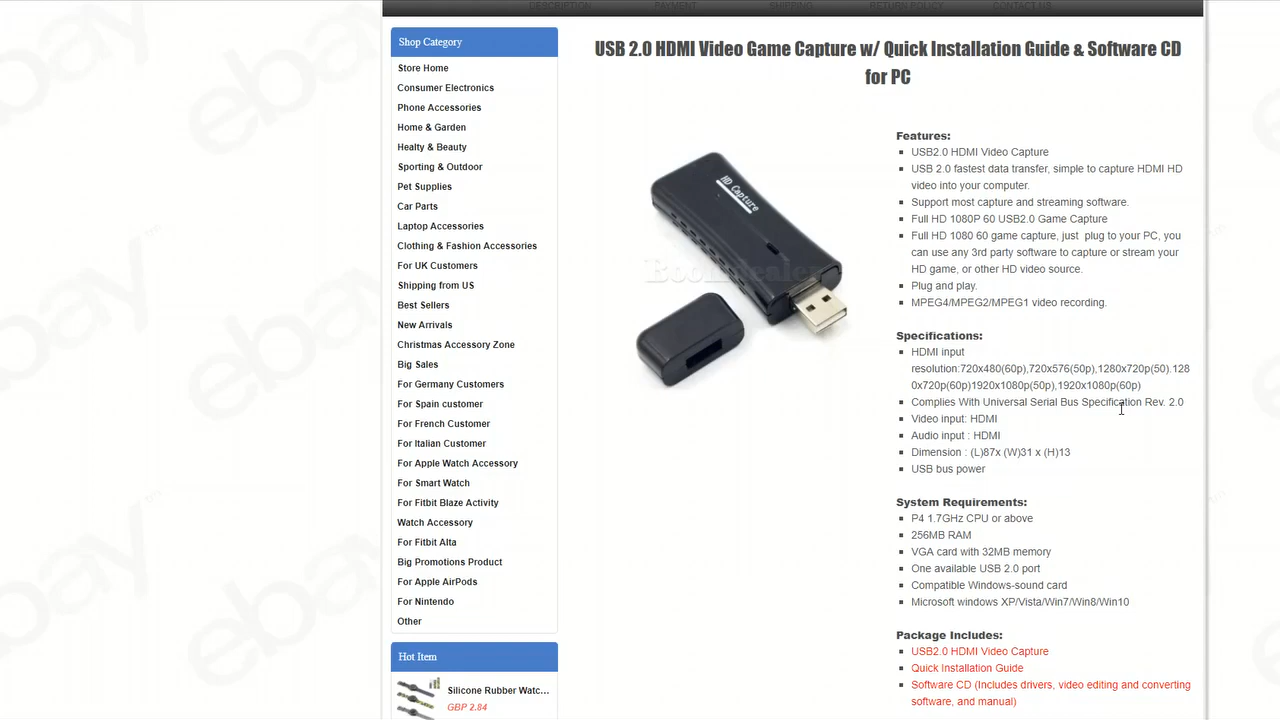 DESCRIPTION PAYMENT SHIPPING RETURN POLICY CONTACT US
Shop Category
Store Home
Consumer Electronics
Phone Accessories
Home & Garden
Healty & Beauty
Sporting & Outdoor
Pet Supplies
Car Parts
Laptop Accessories
Clothing & Fashion Accessories
For UK Customers
Shipping from US
Best Sellers
New Arrivals
Christmas Accessory Zone
Big Sales
For Germany Customers
For Spain customer
For French Customer
For Italian Customer
For Apple Watch Accessory
For Smart Watch
For Fitbit Blaze Activity
Watch Accessory
For Fitbit Alta
Big Promotions Product
For Apple AirPods
For Nintendo
Other
Hot Item
Silicone Rubber Watc...
GBP 2.84
USB 2.0 HDMI Video Game Capture w/ Quick Installation Guide & Software CD
for PC
HD Capture
Features:
USB2.0 HDMI Video Capture
USB 2.0 fastest data transfer, simple to capture HDMI HD
video into your computer.
Support most capture and streaming software.
Full HD 1080P 60 USB2.0 Game Capture
Full HD 1080 60 game capture, just plug to your PC, you
can use any 3rd party software to capture or stream your
HD game, or other HD video source.
Plug and play.
MPEG4/MPEG2/MPEG1 video recording.
Specifications:
HDMI input
resolution:720x480(60p),720x576(50p),1280x720p(50).128
0x720p(60p)1920x1080p(50p),1920x1080p(60p)
Complies With Universal Serial Bus Specification Rev. 2.0
Video input: HDMI
Audio input : HDMI
Dimension : (L)87x (W)31 x (H)13
USB bus power
System Requirements:
P4 1.7GHz CPU or above
256MB RAM
VGA card with 32MB memory
One available USB 2.0 port
Compatible Windows-sound card
Microsoft windows XP/Vista/Win7/Win8/Win10
Package Includes:
USB2.0 HDMI Video Capture
Quick Installation Guide
Software CD (Includes drivers, video editing and converting
software, and manual)
ebay
ebay
ebay